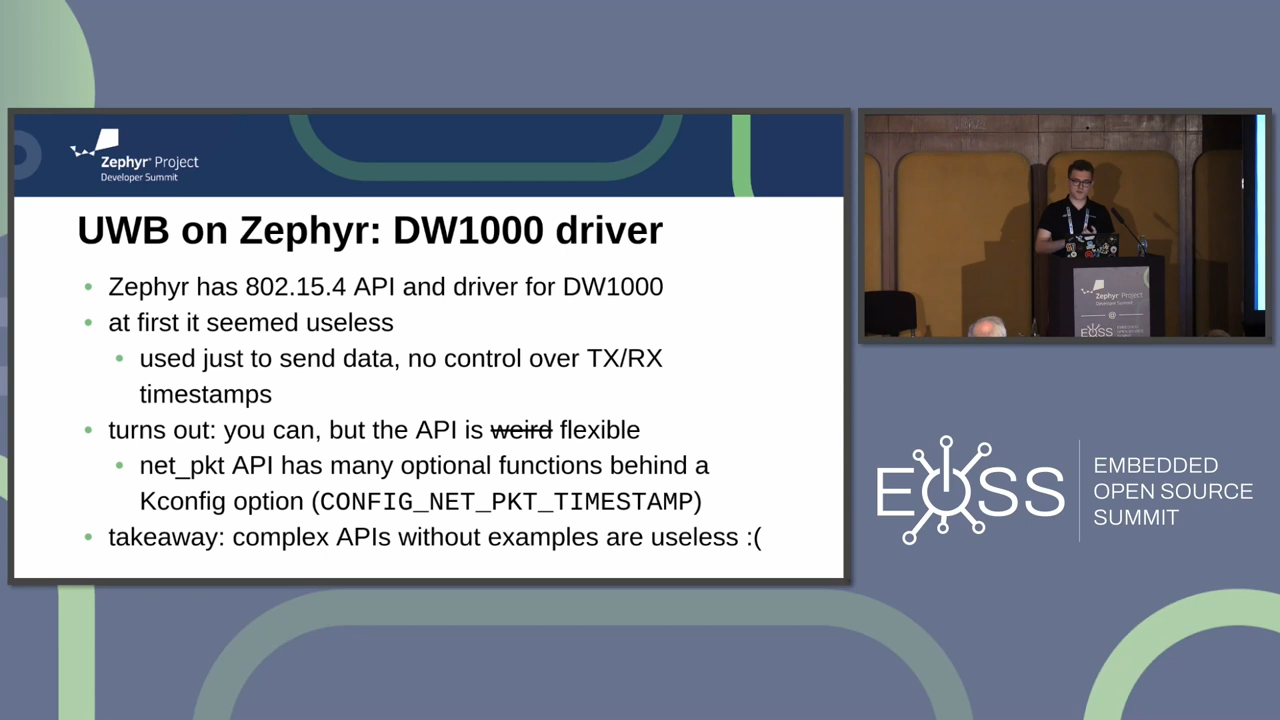 Zephyr® Project
Developer Summit
UWB on Zephyr: DW1000 driver
• Zephyr has 802.15.4 API and driver for DW1000
• at first it seemed useless
• used just to send data, no control over TX/RX
timestamps
• turns out: you can, but the API is weird flexible
• net_pkt API has many optional functions behind a
Kconfig option (CONFIG_NET_PKT_TIMESTAMP)
• takeaway: complex APIs without examples are useless :(
Zephyr® Project
Developer Summit
@
EOSS
EOSS
EMBEDDED
OPEN SOURCE
SUMMIT